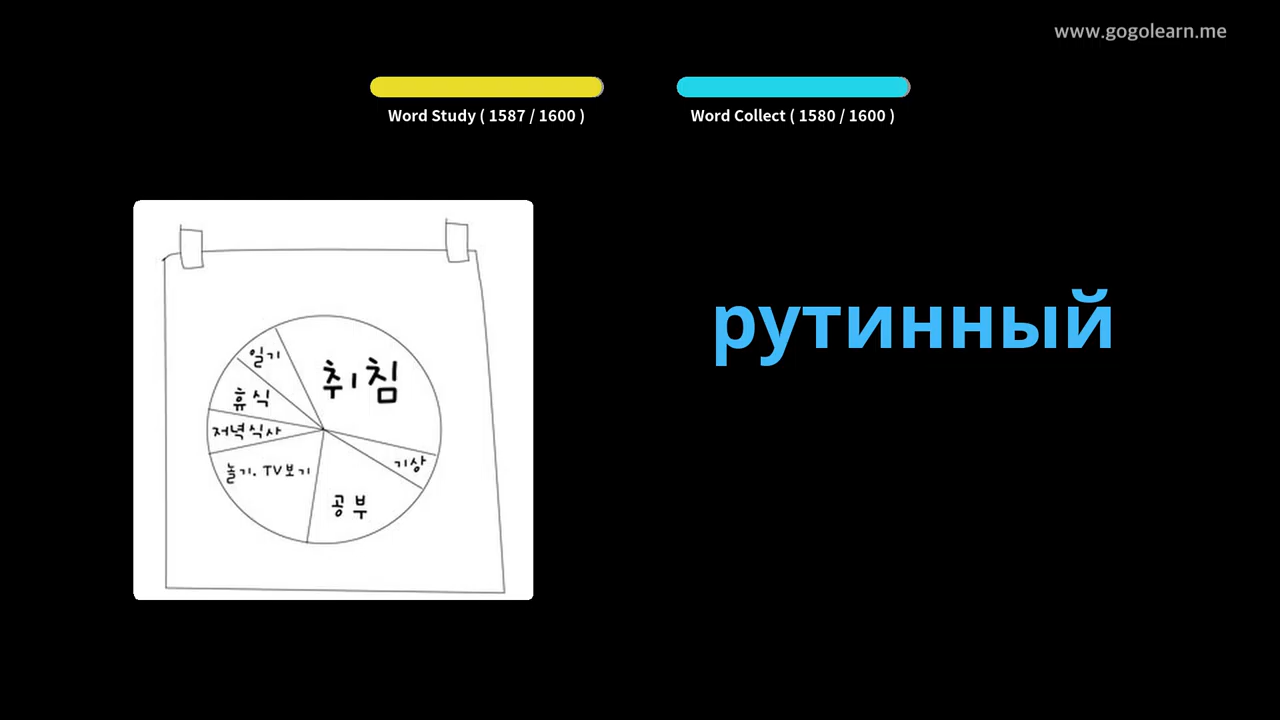 www.gogolearn.me
Word Study ( 1587 / 1600 )
Word Collect ( 1580 / 1600 )
рутинный
일기
취침
휴식
저녁식사
놀기. TV보기
기상
공부